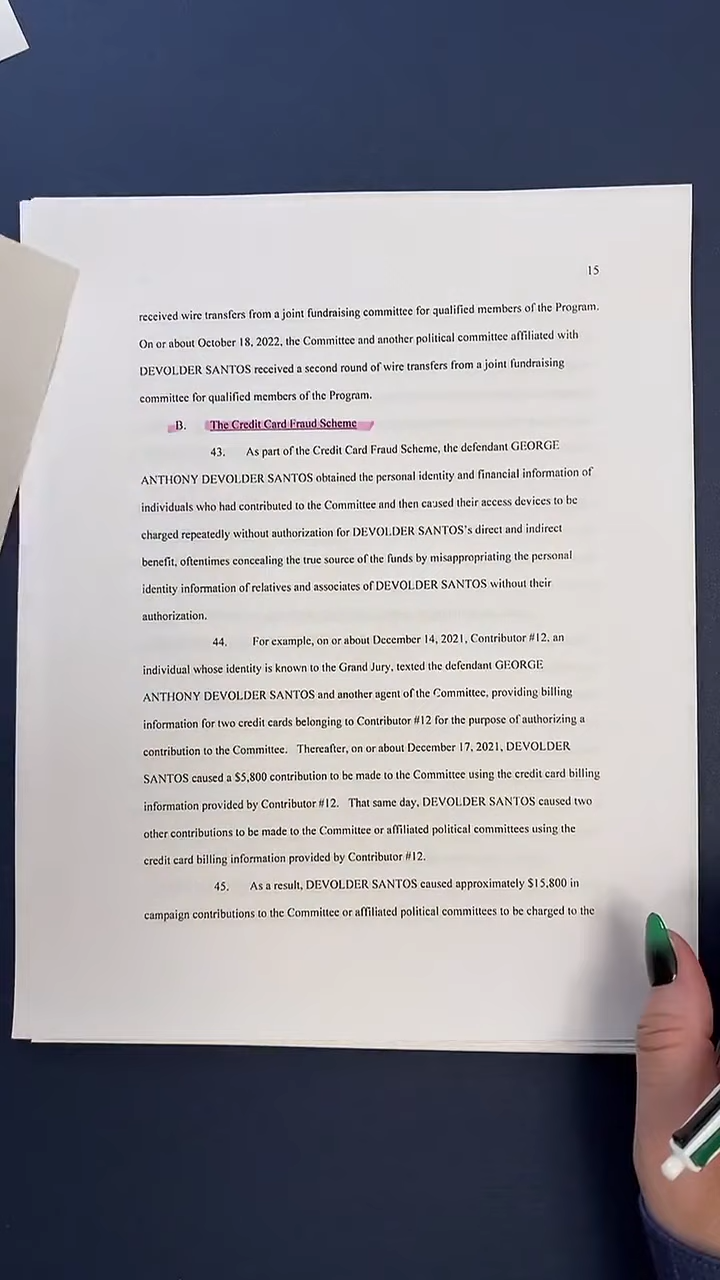 15
received wire transfers from a joint fundraising committee for qualified members of the Program.
On or about October 18, 2022, the Committee and another political committee affiliated with
DEVOLDER SANTOS received a second round of wire transfers from a joint fundraising
committee for qualified members of the Program.
B. The Credit Card Fraud Scheme
43. As part of the Credit Card Fraud Scheme, the defendant GEORGE
ANTHONY DEVOLDER SANTOS obtained the personal identity and financial information of
individuals who had contributed to the Committee and then caused their access devices to be
charged repeatedly without authorization for DEVOLDER SANTOS's direct and indirect
benefit, oftentimes concealing the true source of the funds by misappropriating the personal
identity information of relatives and associates of DEVOLDER SANTOS without their
authorization.
44. For example, on or about December 14, 2021, Contributor #12, an
individual whose identity is known to the Grand Jury, texted the defendant GEORGE
ANTHONY DEVOLDER SANTOS and another agent of the Committee, providing billing
information for two credit cards belonging to Contributor #12 for the purpose of authorizing a
contribution to the Committee. Thereafter, on or about December 17, 2021, DEVOLDER
SANTOS caused a $5,800 contribution to be made to the Committee using the credit card billing
information provided by Contributor #12. That same day, DEVOLDER SANTOS caused two
other contributions to be made to the Committee or affiliated political committees using the
credit card billing information provided by Contributor #12.
45. As a result, DEVOLDER SANTOS caused approximately $15,800 in
campaign contributions to the Committee or affiliated political committees to be charged to the